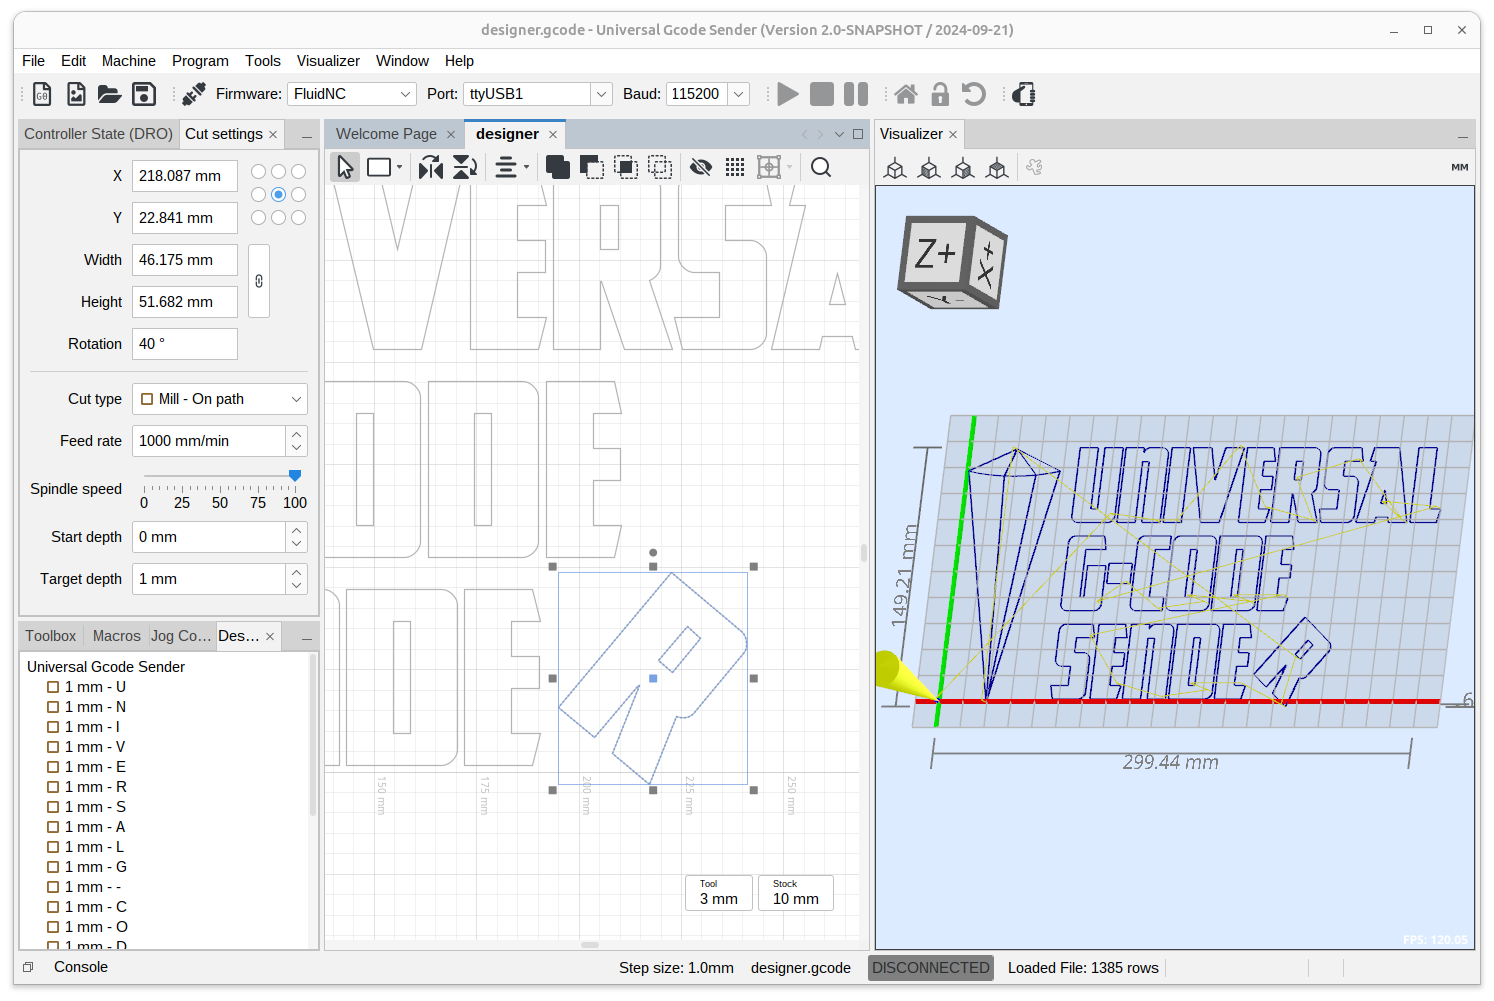 designer.gcode - Universal Gcode Sender (Version 2.0-SNAPSHOT / 2024-09-21)
File Edit Machine Program Tools Visualizer Window Help
G0 Firmware: FluidNC Port: ttyUSB1 Baud: 115200
Controller State (DRO) Cut settings
X 218.087 mm
Y 22.841 mm
Width 46.175 mm
Height 51.682 mm
Rotation 40 °
Cut type Mill - On path
Feed rate 1000 mm/min
Spindle speed
0 25 50 75 100
Start depth 0 mm
Target depth 1 mm
Toolbox Macros Jog Co... Des...
Universal Gcode Sender
1 mm - U
1 mm - N
1 mm - I
1 mm - V
1 mm - E
1 mm - R
1 mm - S
1 mm - A
1 mm - L
1 mm - G
1 mm - -
1 mm - C
1 mm - O
1 mm - D
Welcome Page designer
VERSA
ODE
DE
R
150 mm 175 mm 200 mm 225 mm 250 mm
Tool
3 mm
Stock
10 mm
Visualizer
MM
Z+
X+
Y-
UNIVERSAL
G-CODE
SENDER
149.21 mm
299.44 mm
FPS: 120.05
Console Step size: 1.0mm designer.gcode DISCONNECTED Loaded File: 1385 rows